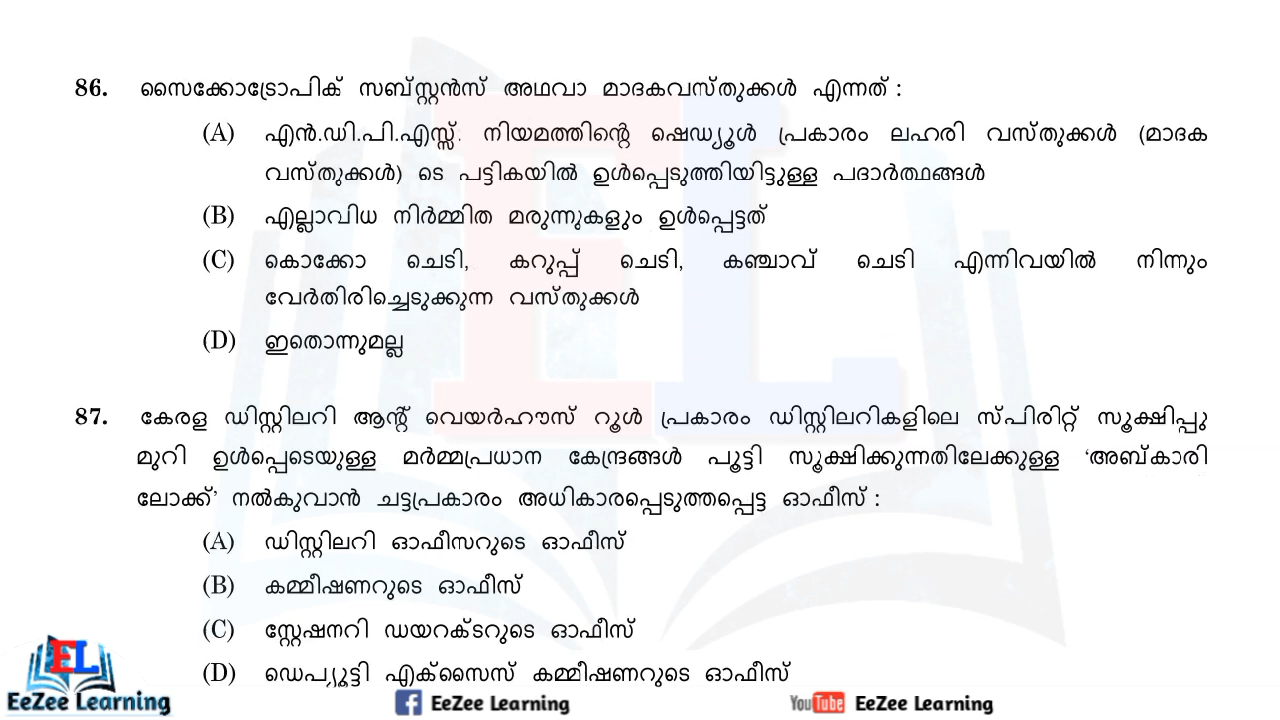 86. സൈക്കോട്രോപിക് സബ്സ്റ്റൻസ് അഥവാ മാദകവസ്തുക്കൾ എന്നത് :
(A) എൻ.ഡി.പി.എസ്സ്. നിയമത്തിന്റെ ഷെഡ്യൂൾ പ്രകാരം ലഹരി വസ്തുക്കൾ (മാദക
വസ്തുക്കൾ) ടെ പട്ടികയിൽ ഉൾപ്പെടുത്തിയിട്ടുള്ള പദാർത്ഥങ്ങൾ
(B) എല്ലാവിധ നിർമ്മിത മരുന്നുകളും ഉൾപ്പെട്ടത്
(C) കൊക്കോ ചെടി, കറുപ്പ് ചെടി, കഞ്ചാവ് ചെടി എന്നിവയിൽ നിന്നും
വേർതിരിച്ചെടുക്കുന്ന വസ്തുക്കൾ
(D) ഇതൊന്നുമല്ല
87. കേരള ഡിസ്റ്റിലറി ആന്റ് വെയർഹൗസ് റൂൾ പ്രകാരം ഡിസ്റ്റിലറികളിലെ സ്പിരിറ്റ് സൂക്ഷിപ്പു
മുറി ഉൾപ്പെടെയുള്ള മർമ്മപ്രധാന കേന്ദ്രങ്ങൾ പൂട്ടി സൂക്ഷിക്കുന്നതിലേക്കുള്ള 'അബ്കാരി
ലോക്ക്' നൽകുവാൻ ചട്ടപ്രകാരം അധികാരപ്പെടുത്തപ്പെട്ട ഓഫീസ് :
(A) ഡിസ്റ്റിലറി ഓഫീസറുടെ ഓഫീസ്
(B) കമ്മീഷണറുടെ ഓഫീസ്
(C) സ്റ്റേഷനറി ഡയറക്ടറുടെ ഓഫീസ്
(D) ഡെപ്യൂട്ടി എക്സൈസ് കമ്മീഷണറുടെ ഓഫീസ്
EL
EeZee Learning
f EeZee Learning
YouTube EeZee Learning